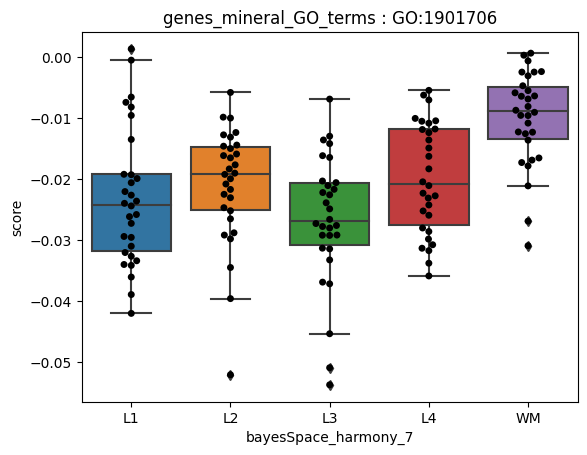 genes_mineral_GO_terms : GO:1901706
0.00
−0.01
−0.02
−0.03
−0.04
−0.05
score
L1 L2 L3 L4 WM
bayesSpace_harmony_7